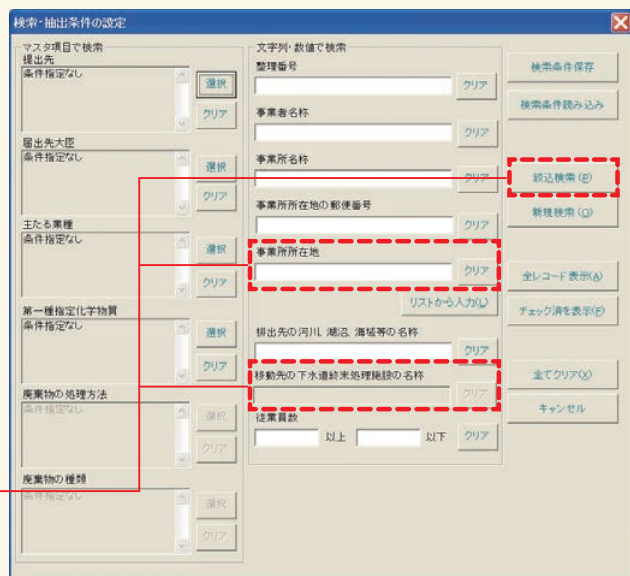 検索・抽出条件の設定
マスタ項目で検索
提出先
条件指定なし
選択
クリア
届出先大臣
条件指定なし
選択
クリア
主たる業種
条件指定なし
選択
クリア
第一種指定化学物質
条件指定なし
選択
クリア
廃棄物の処理方法
条件指定なし
選択
クリア
廃棄物の種類
条件指定なし
選択
クリア
文字列・数値で検索
整理番号
クリア
事業者名称
クリア
事業所名称
クリア
事業所所在地の郵便番号
クリア
事業所所在地
クリア
リストから入力(L)
排出先の河川、湖沼、海域等の名称
クリア
移動先の下水道終末処理施設の名称
クリア
従業員数
以上 以下 クリア
検索条件保存
検索条件読み込み
絞込検索(P)
新規検索(O)
全レコード表示(A)
チェック済を表示(F)
全てクリア(X)
キャンセル